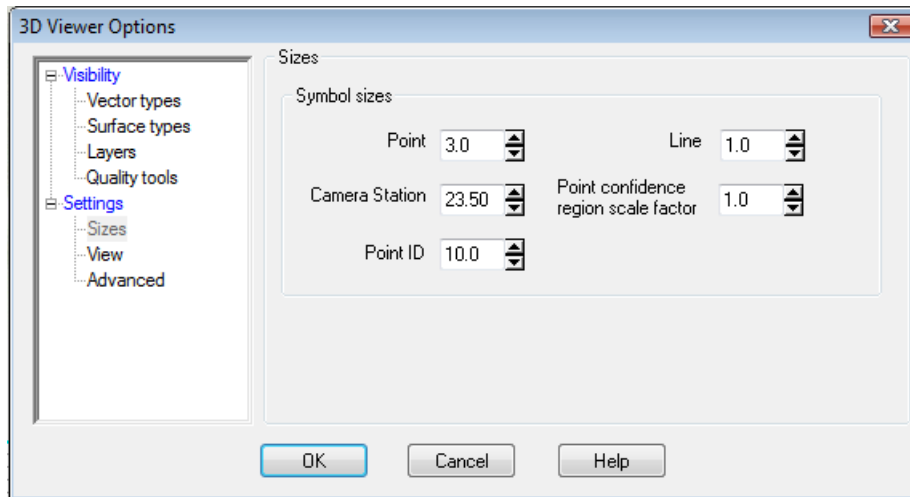 3D Viewer Options
Visibility
Vector types
Surface types
Layers
Quality tools
Settings
Sizes
View
Advanced
Sizes
Symbol sizes
Point 3.0
Line 1.0
Camera Station 23.50
Point confidence
region scale factor 1.0
Point ID 10.0
OK
Cancel
Help